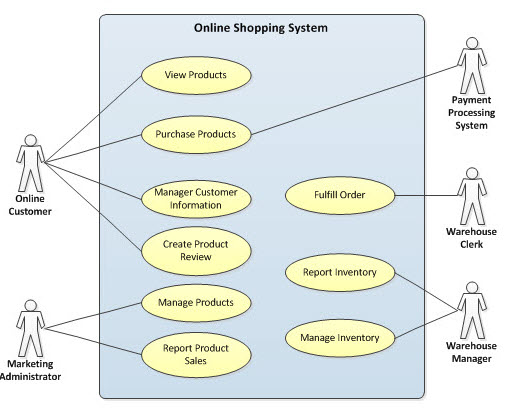 Online Shopping System
View Products
Purchase Products
Payment
Processing
System
Online
Customer
Manager Customer
Information
Fulfill Order
Warehouse
Clerk
Create Product
Review
Report Inventory
Manage Products
Manage Inventory
Warehouse
Manager
Report Product
Sales
Marketing
Administrator